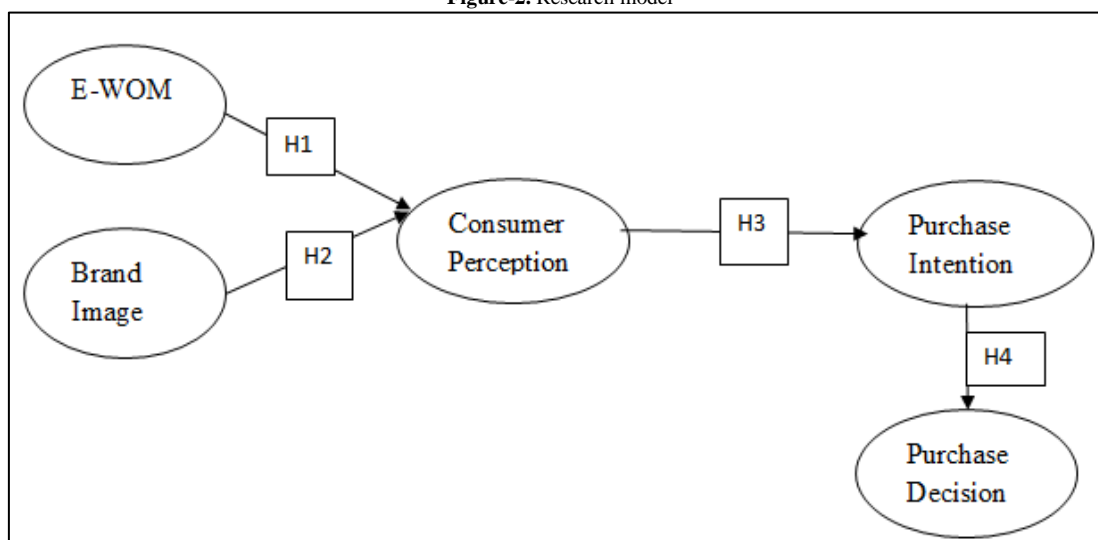 Figure-2. Research model
E-WOM
H1
Brand
Image
H2
Consumer
Perception
H3
Purchase
Intention
H4
Purchase
Decision